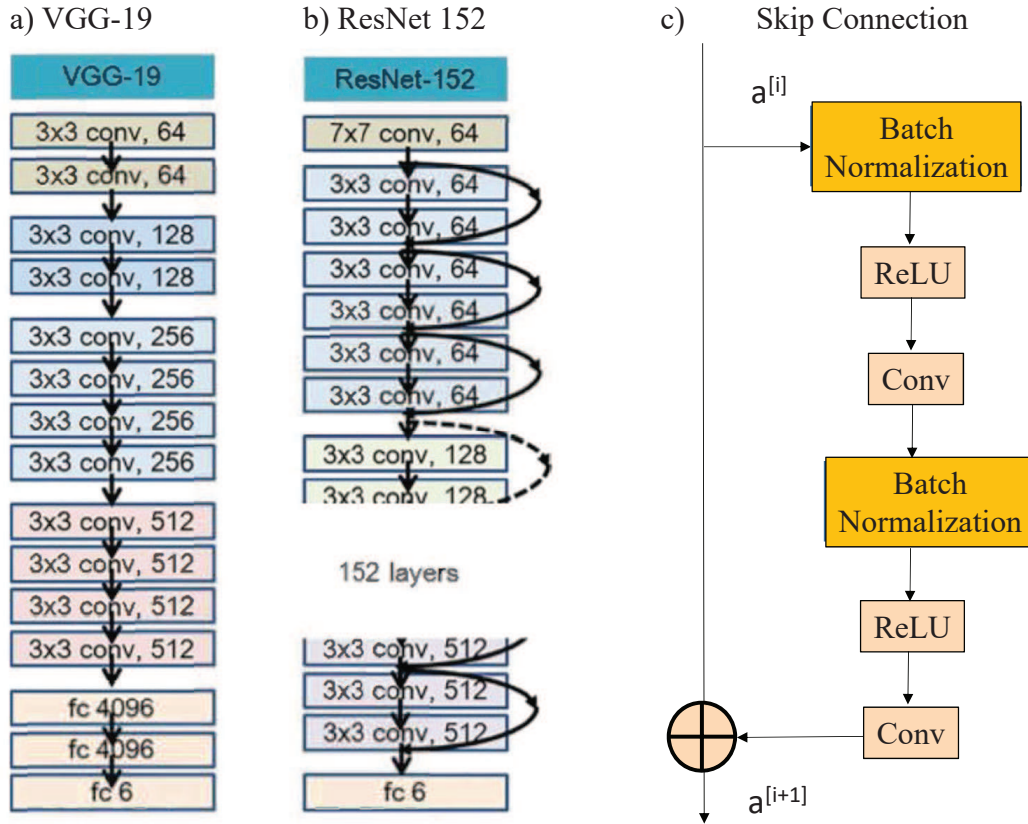 a) VGG-19
VGG-19
3x3 conv, 64
3x3 conv, 64
3x3 conv, 128
3x3 conv, 128
3x3 conv, 256
3x3 conv, 256
3x3 conv, 256
3x3 conv, 256
3x3 conv, 512
3x3 conv, 512
3x3 conv, 512
3x3 conv, 512
fc 4096
fc 4096
fc 6
b) ResNet 152
ResNet-152
7x7 conv, 64
3x3 conv, 64
3x3 conv, 64
3x3 conv, 64
3x3 conv, 64
3x3 conv, 64
3x3 conv, 64
3x3 conv, 128
3x3 conv, 128
152 layers
3x3 conv, 512
3x3 conv, 512
3x3 conv, 512
fc 6
c) Skip Connection
a[i]
Batch
Normalization
ReLU
Conv
Batch
Normalization
ReLU
Conv
a[i+1]